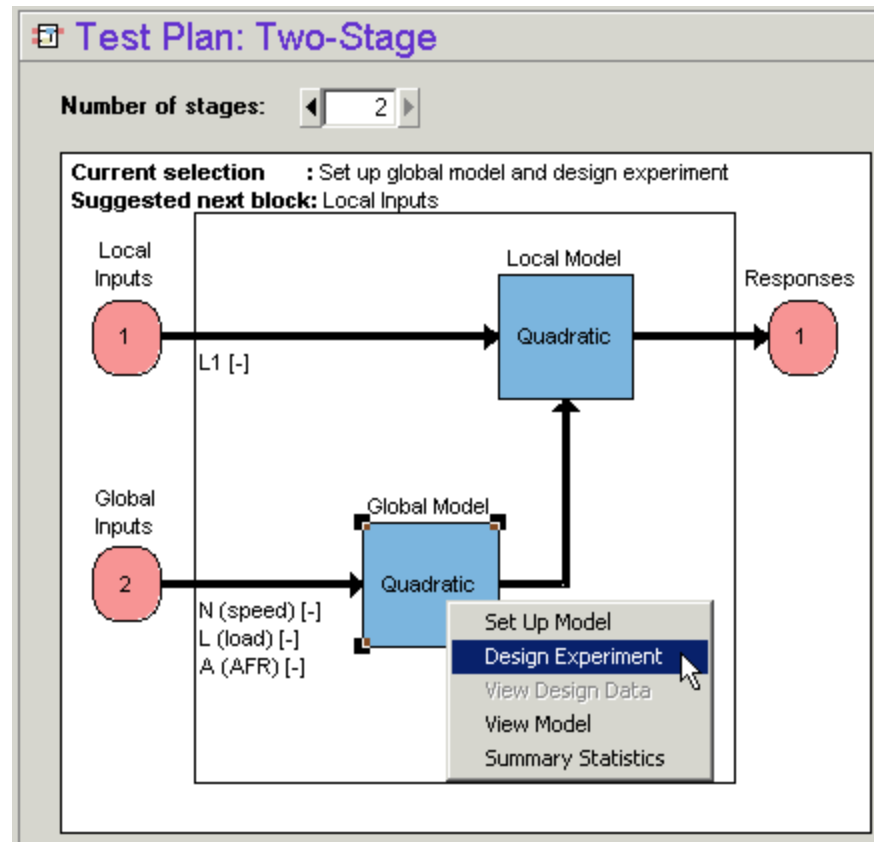 Test Plan: Two-Stage
Number of stages: 2
Current selection : Set up global model and design experiment
Suggested next block: Local Inputs
Local
Inputs
1
L1 [-]
Local Model
Quadratic
Responses
1
Global
Inputs
2
N (speed) [-]
L (load) [-]
A (AFR) [-]
Global Model
Quadratic
Set Up Model
Design Experiment
View Design Data
View Model
Summary Statistics